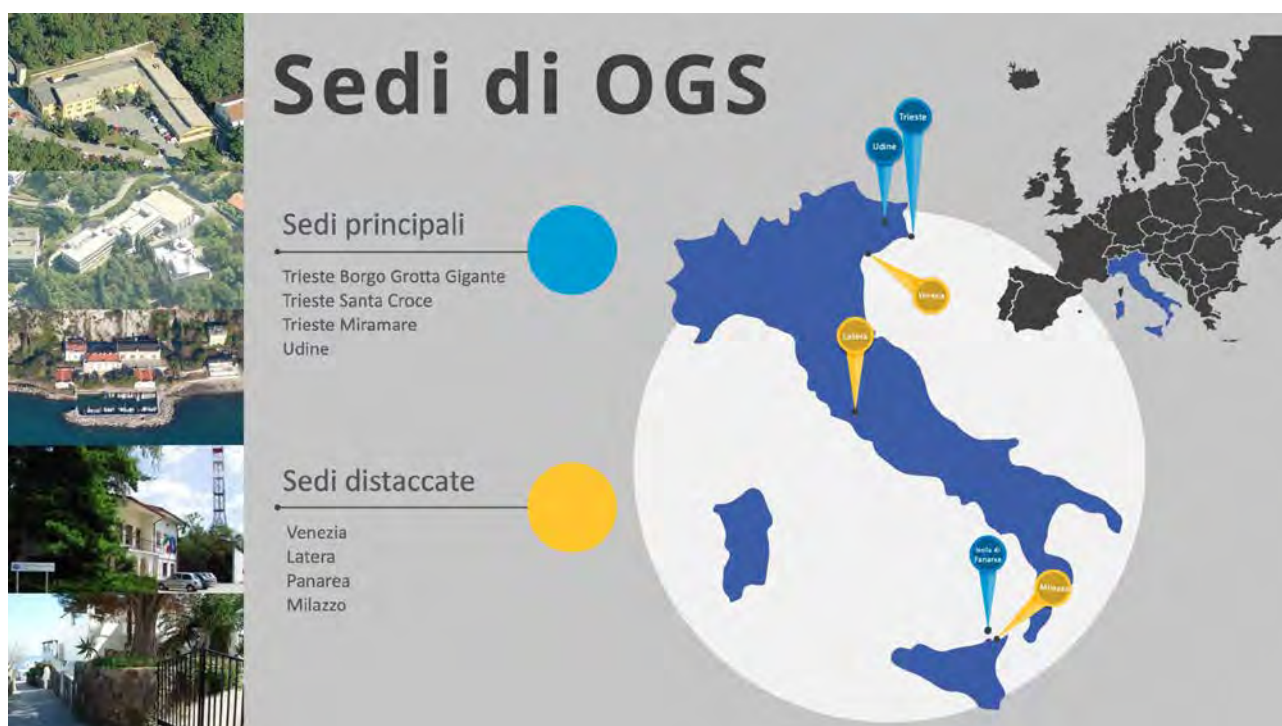 Sedi di OGS
Sedi principali
Trieste Borgo Grotta Gigante
Trieste Santa Croce
Trieste Miramare
Udine
Sedi distaccate
Venezia
Latera
Panarea
Milazzo
Trieste
Udine
Venezia
Latera
Isola di
Panarea
Milazzo